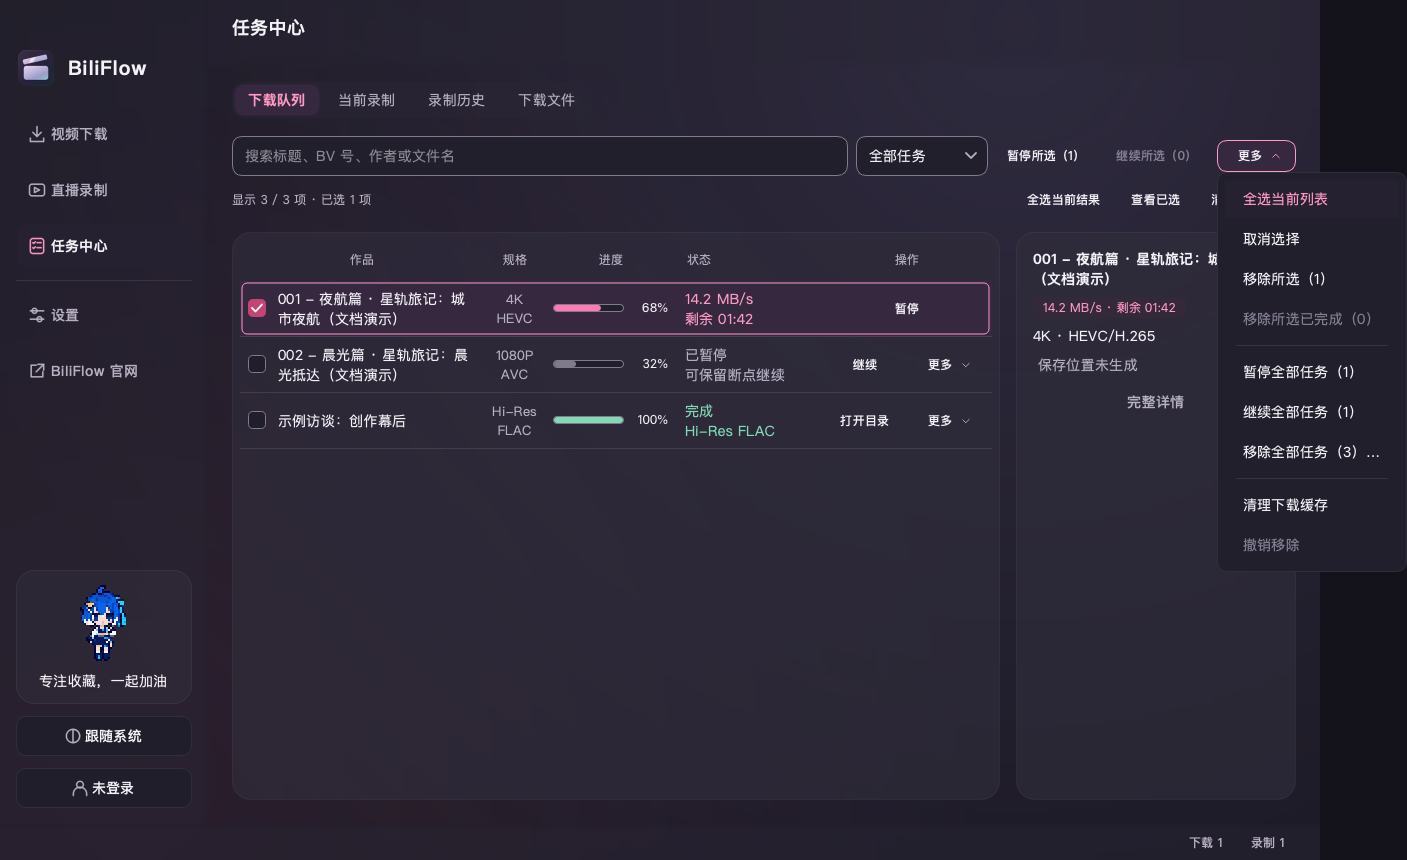 任务中心
BiliFlow
视频下载
直播录制
任务中心
设置
BiliFlow 官网
专注收藏，一起加油
跟随系统
未登录
下载队列 当前录制 录制历史 下载文件
搜索标题、BV 号、作者或文件名 全部任务 暂停所选（1） 继续所选（0） 更多
显示 3 / 3 项 · 已选 1 项 全选当前结果 查看已选
作品 规格 进度 状态 操作
001 – 夜航篇 · 星轨旅记：城
市夜航（文档演示）
4K
HEVC
68%
14.2 MB/s
剩余 01:42
暂停
002 – 晨光篇 · 星轨旅记：晨
光抵达（文档演示）
1080P
AVC
32%
已暂停
可保留断点继续
继续 更多
示例访谈：创作幕后
Hi-Res
FLAC
100%
完成
Hi-Res FLAC
打开目录 更多
001 – 夜航篇 · 星轨旅记：城
（文档演示）
14.2 MB/s · 剩余 01:42
4K · HEVC/H.265
保存位置未生成
完整详情
全选当前列表
取消选择
移除所选（1）
移除所选已完成（0）
暂停全部任务（1）
继续全部任务（1）
移除全部任务（3）...
清理下载缓存
撤销移除
下载 1 录制 1